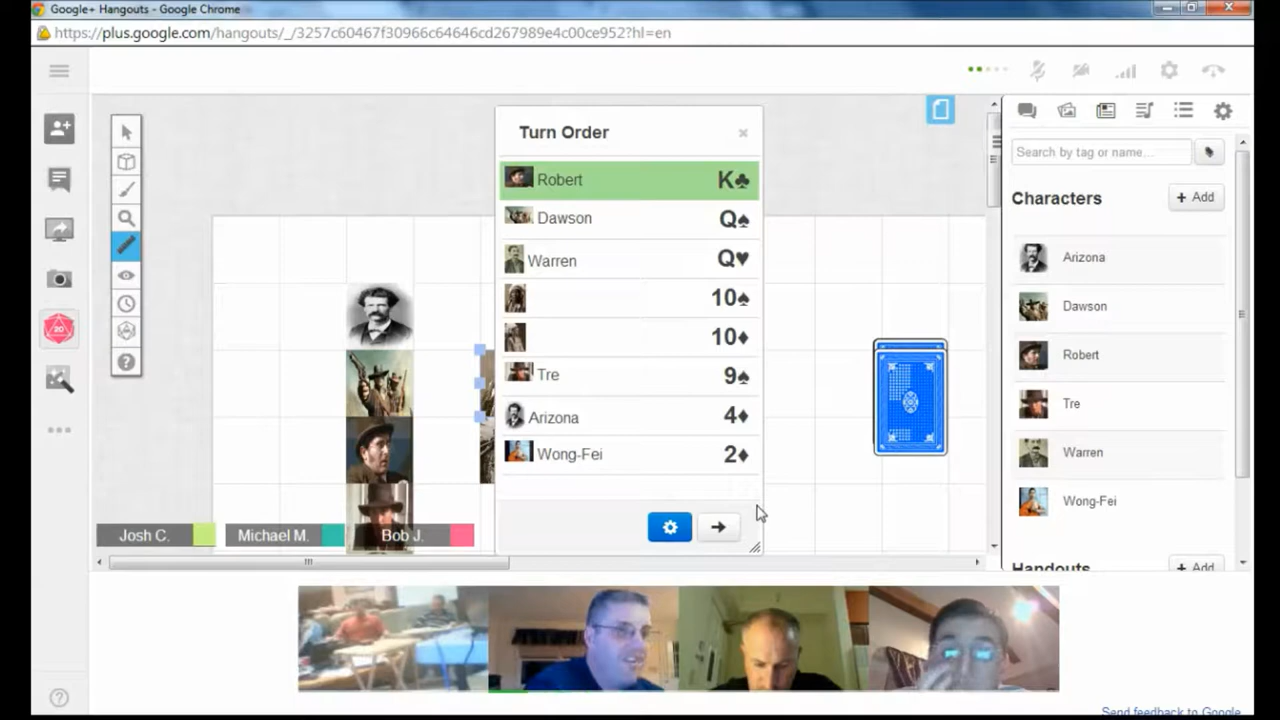 Google+ Hangouts - Google Chrome
https://plus.google.com/hangouts/_/3257c60467f30966c64646cd267989e4c00ce952?hl=en
Turn Order
Robert K♣
Dawson Q♠
Warren Q♥
10♠
10♦
Tre 9♠
Arizona 4♦
Wong-Fei 2♦
Search by tag or name...
Characters + Add
Arizona
Dawson
Robert
Tre
Warren
Wong-Fei
Handouts + Add
20
Josh C. Michael M. Bob J.
Send feedback to Google